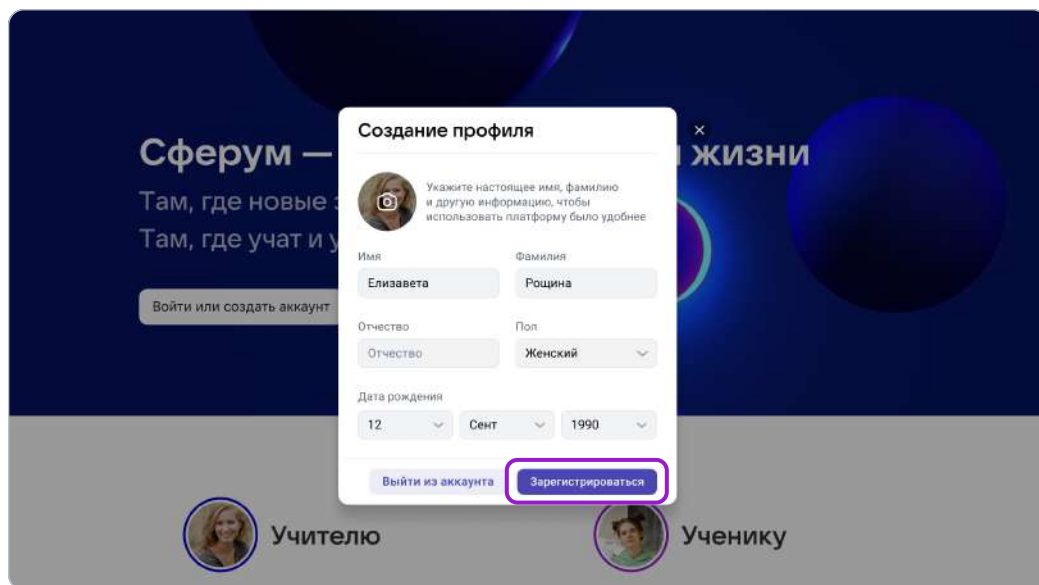 Создание профиля
Сферум —
жизни
Укажите настоящее имя, фамилию
и другую информацию, чтобы
использовать платформу было удобнее
Там, где новые
Там, где учат и у
Имя
Фамилия
Елизавета
Рощина
Войти или создать аккаунт
Отчество
Пол
Отчество
Женский
Дата рождения
12
Сент
1990
Выйти из аккаунта
Зарегистрироваться
Учителю
Ученику